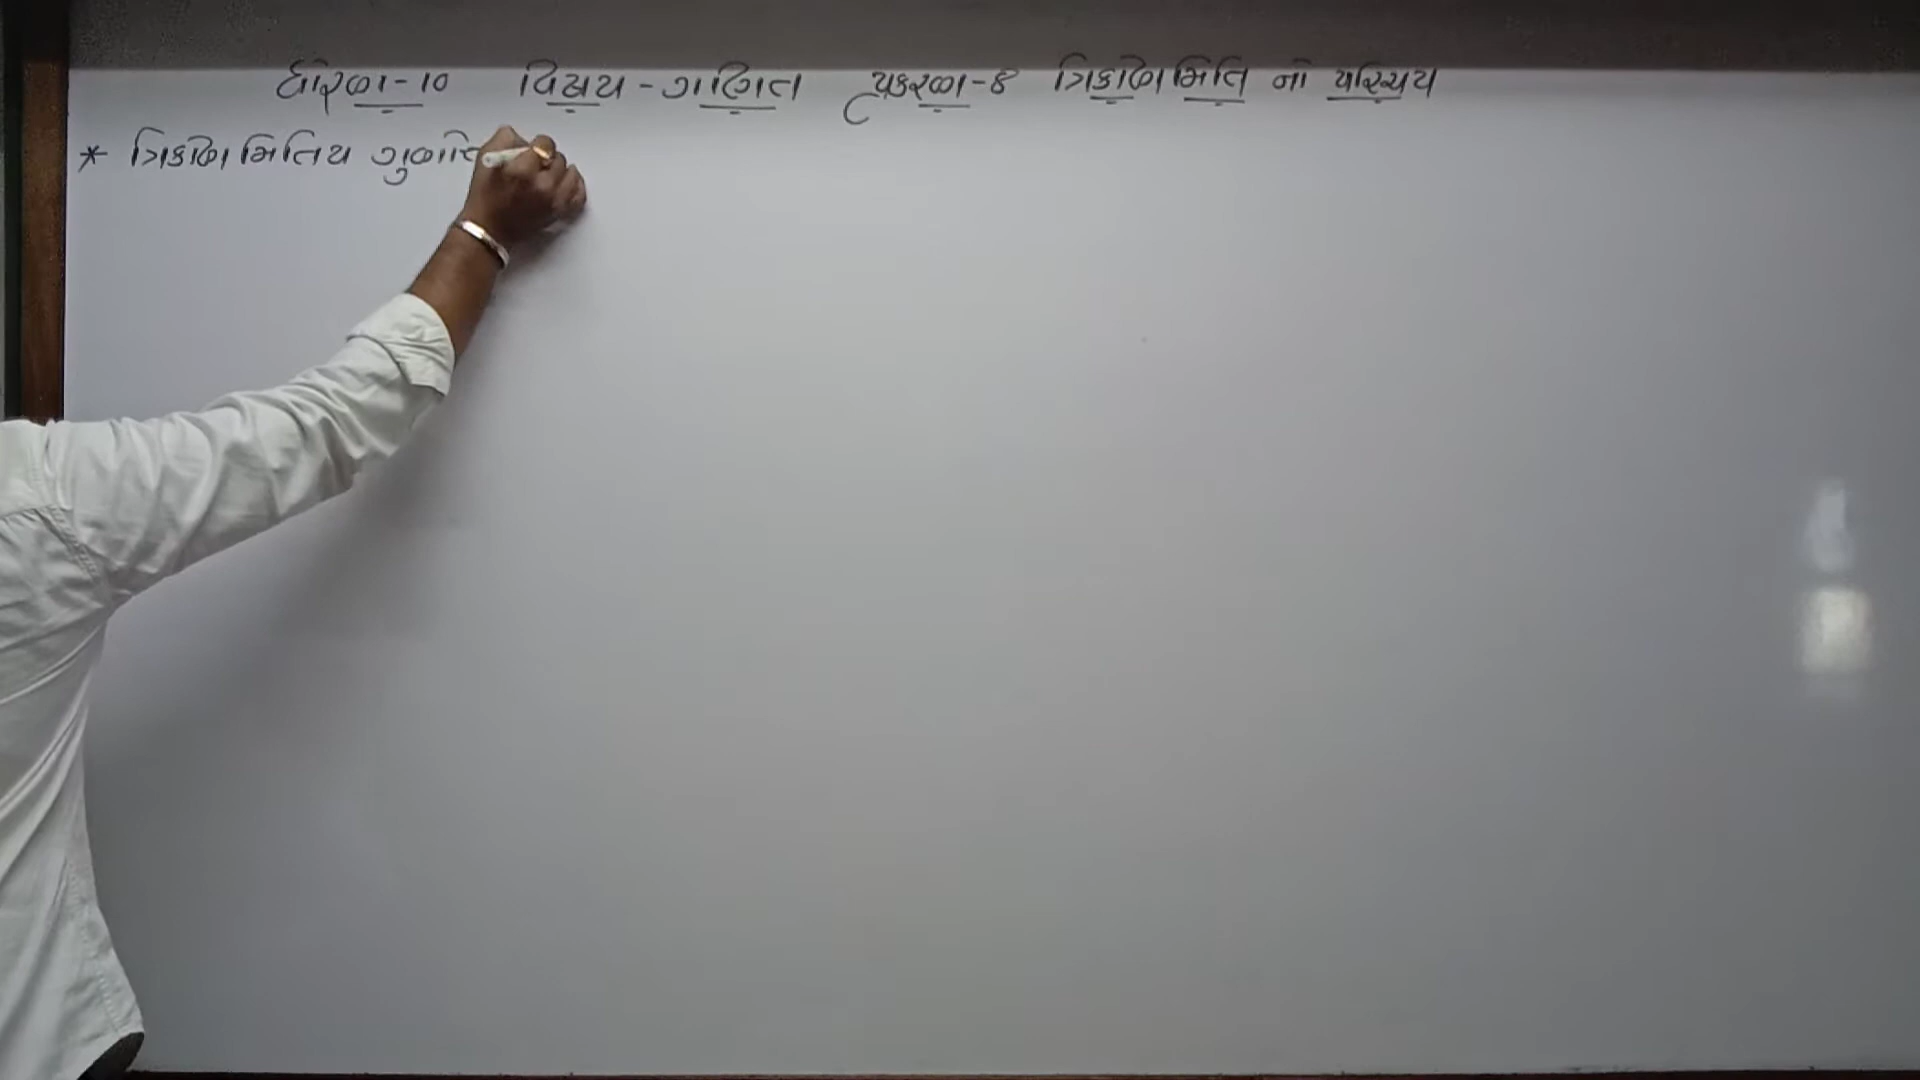 ધોરણ-10 વિષય-ગણિત પ્રકરણ-8 ત્રિકોણમિતિ નો પરિચય
* ત્રિકોણમિતિય ગુણો